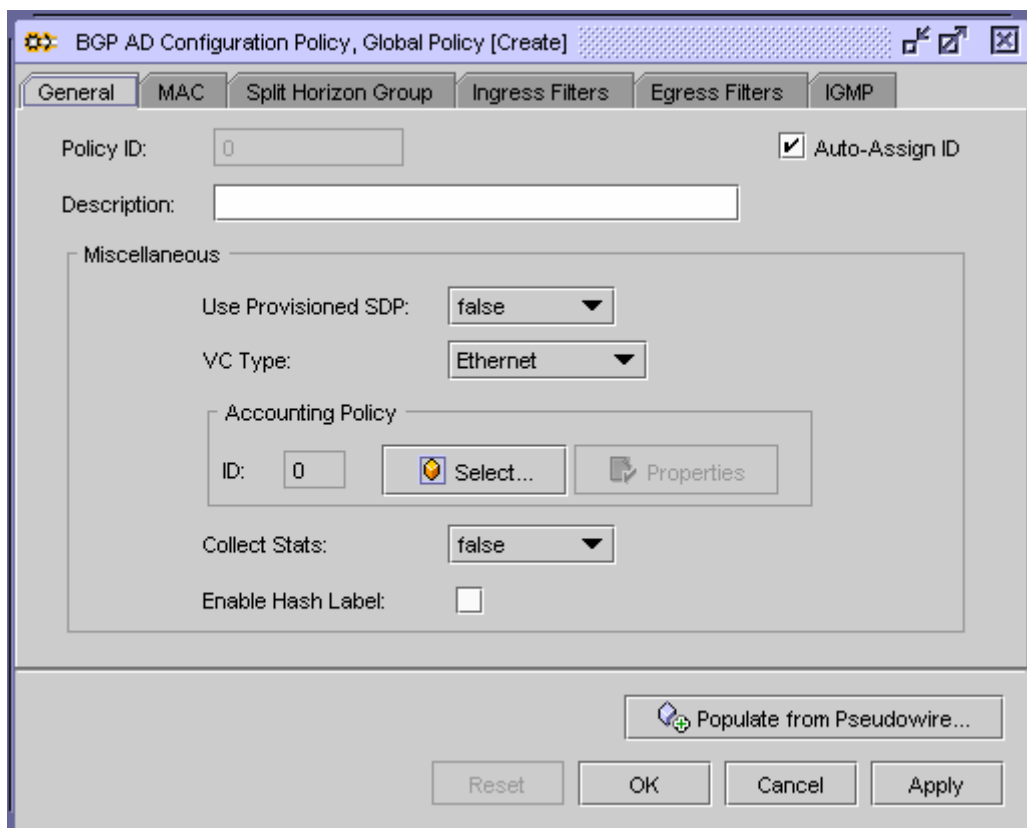 BGP AD Configuration Policy, Global Policy [Create]
General MAC Split Horizon Group Ingress Filters Egress Filters IGMP
Policy ID: 0 Auto-Assign ID
Description:
Miscellaneous
Use Provisioned SDP: false
VC Type: Ethernet
Accounting Policy
ID: 0 Select... Properties
Collect Stats: false
Enable Hash Label:
Populate from Pseudowire...
Reset OK Cancel Apply